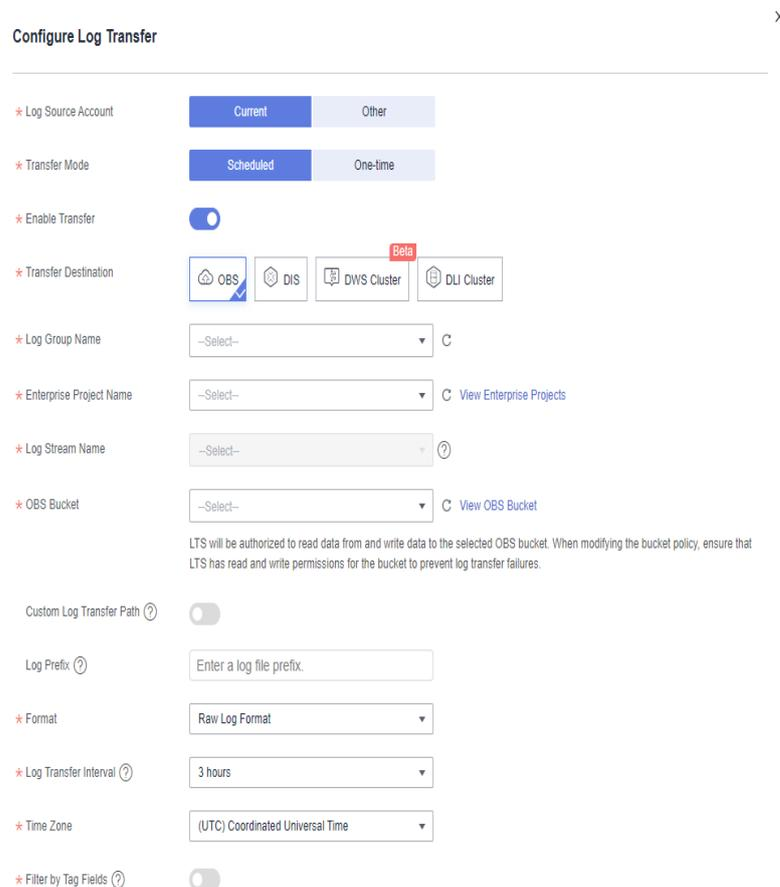 Configure Log Transfer
* Log Source Account Current Other
* Transfer Mode Scheduled One-time
* Enable Transfer
Beta
* Transfer Destination OBS DIS DWS Cluster DLI Cluster
* Log Group Name --Select--
* Enterprise Project Name --Select-- View Enterprise Projects
* Log Stream Name --Select-- ?
* OBS Bucket --Select-- View OBS Bucket
LTS will be authorized to read data from and write data to the selected OBS bucket. When modifying the bucket policy, ensure that
LTS has read and write permissions for the bucket to prevent log transfer failures.
Custom Log Transfer Path ?
Log Prefix ? Enter a log file prefix.
* Format Raw Log Format
* Log Transfer Interval ? 3 hours
* Time Zone (UTC) Coordinated Universal Time
* Filter by Tag Fields ?